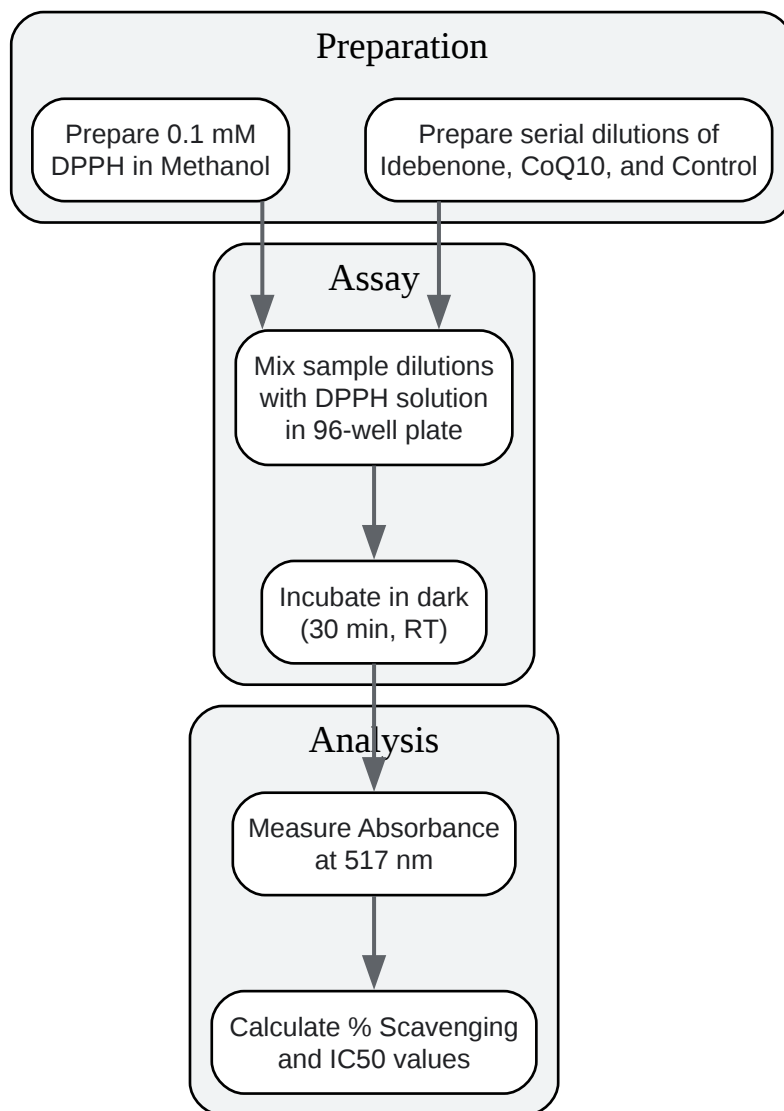 Preparation
Prepare 0.1 mM
DPPH in Methanol
Prepare serial dilutions of
Idebenone, CoQ10, and Control
Assay
Mix sample dilutions
with DPPH solution
in 96-well plate
Incubate in dark
(30 min, RT)
Analysis
Measure Absorbance
at 517 nm
Calculate % Scavenging
and IC50 values